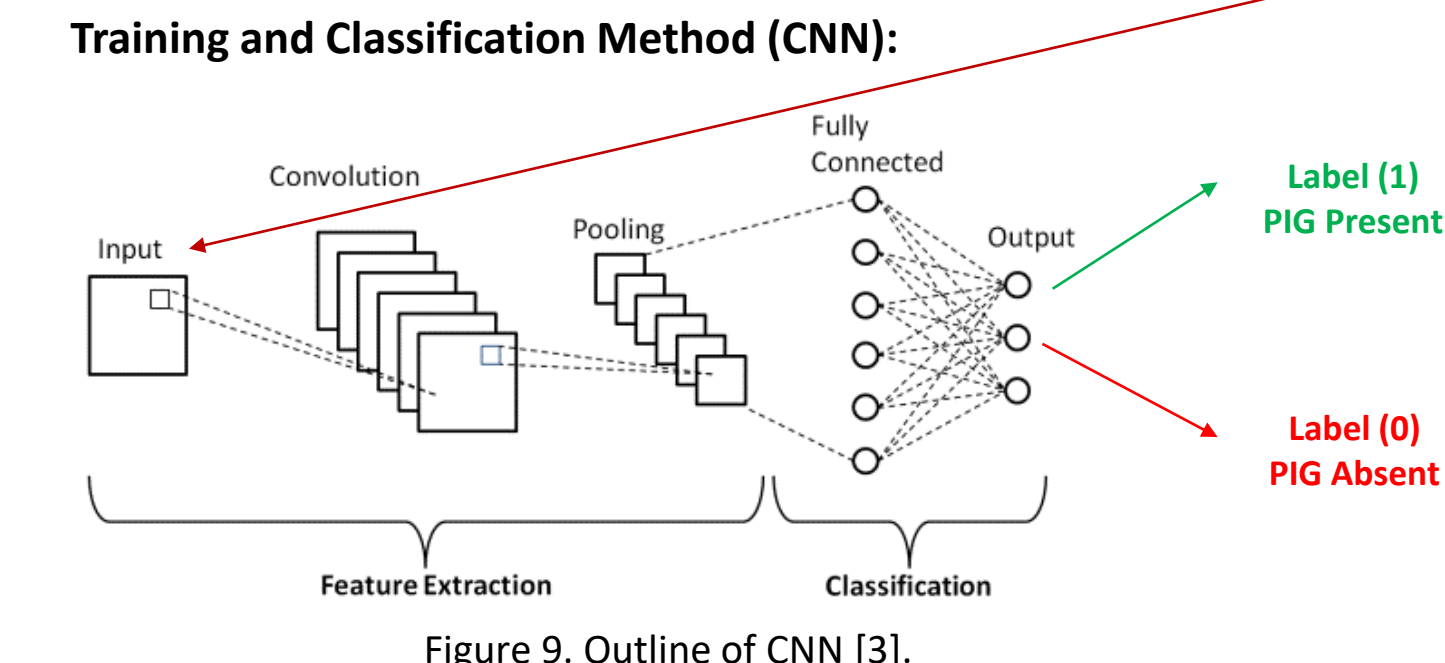 Training and Classification Method (CNN):
Fully
Connected
Convolution
Label (1)
PIG Present
Pooling
Output
Input
Label (0)
PIG Absent
Feature Extraction
Classification
Figure 9. Outline of CNN [3].